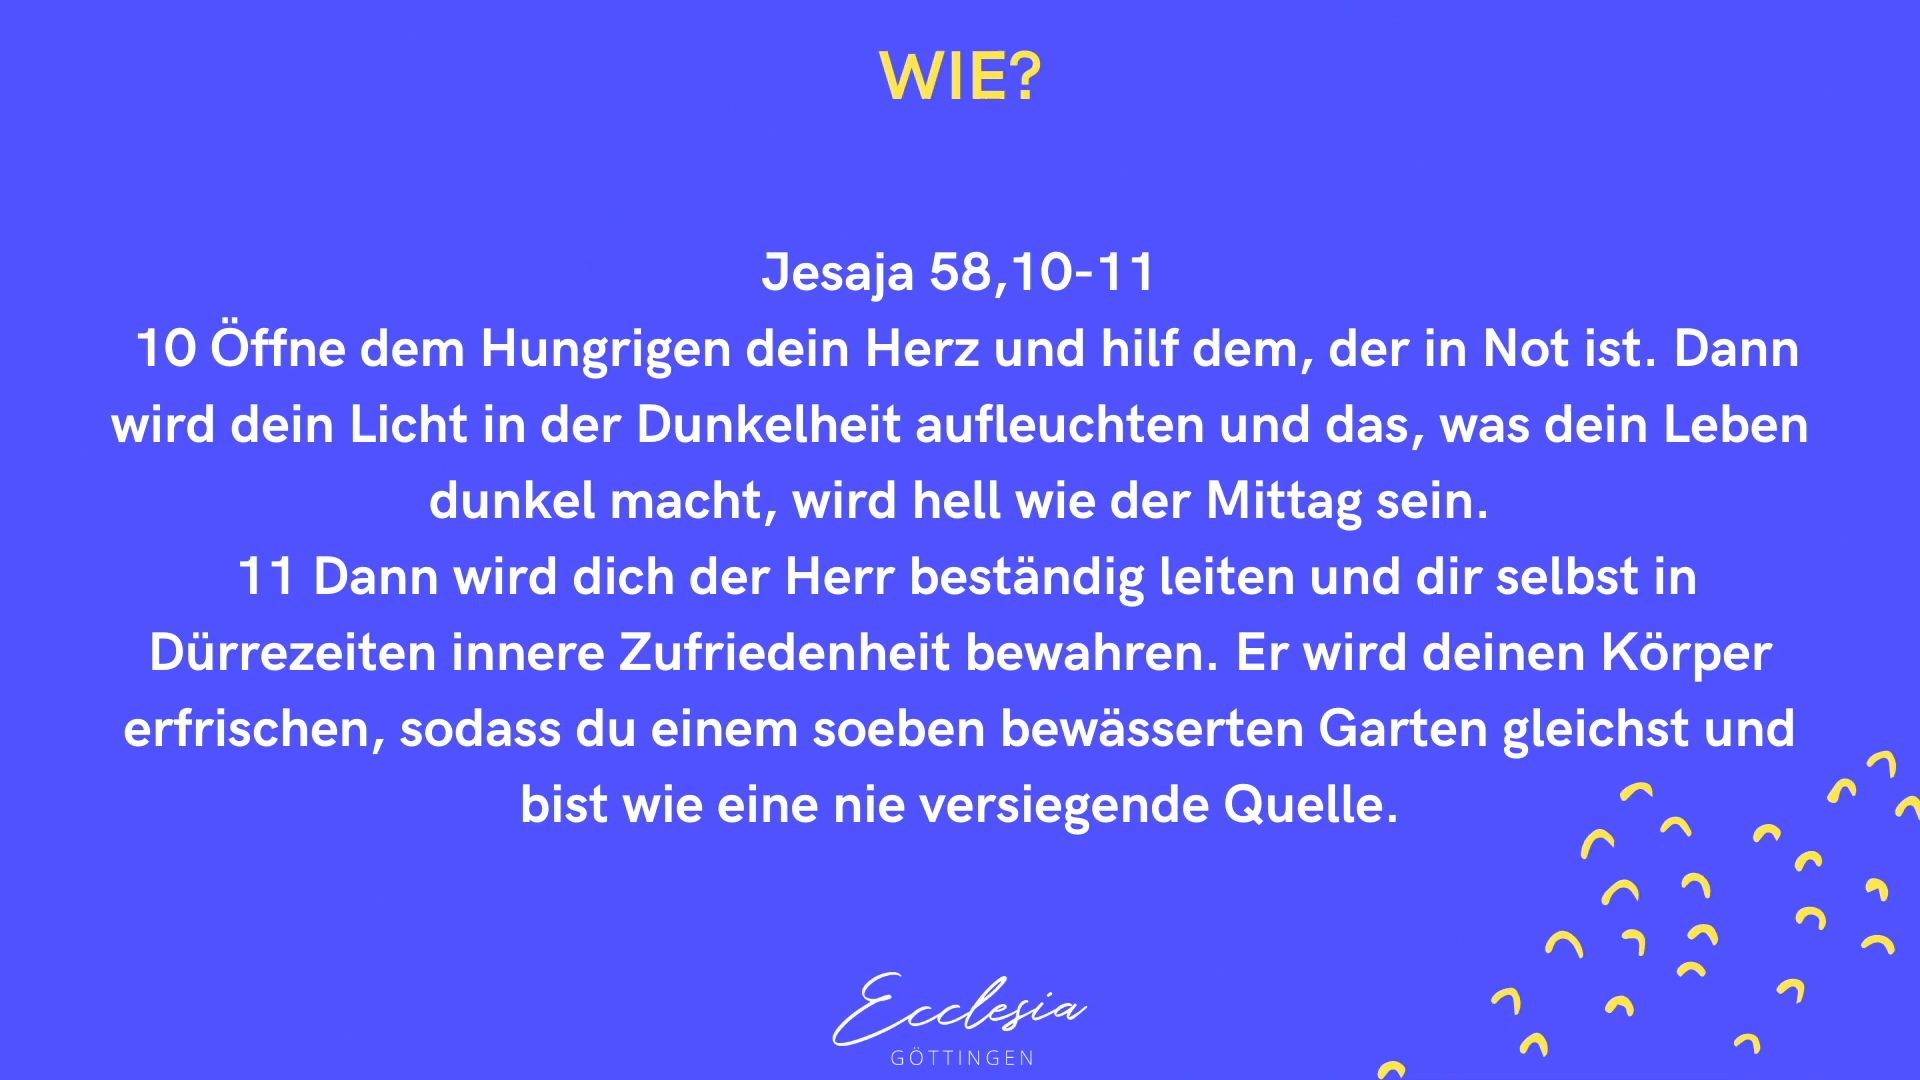 WIE?
Jesaja 58,10-11
10 Öffne dem Hungrigen dein Herz und hilf dem, der in Not ist. Dann
wird dein Licht in der Dunkelheit aufleuchten und das, was dein Leben
dunkel macht, wird hell wie der Mittag sein.
11 Dann wird dich der Herr beständig leiten und dir selbst in
Dürrezeiten innere Zufriedenheit bewahren. Er wird deinen Körper
erfrischen, sodass du einem soeben bewässerten Garten gleichst und
bist wie eine nie versiegende Quelle.
Ecclesia
GÖTTINGEN